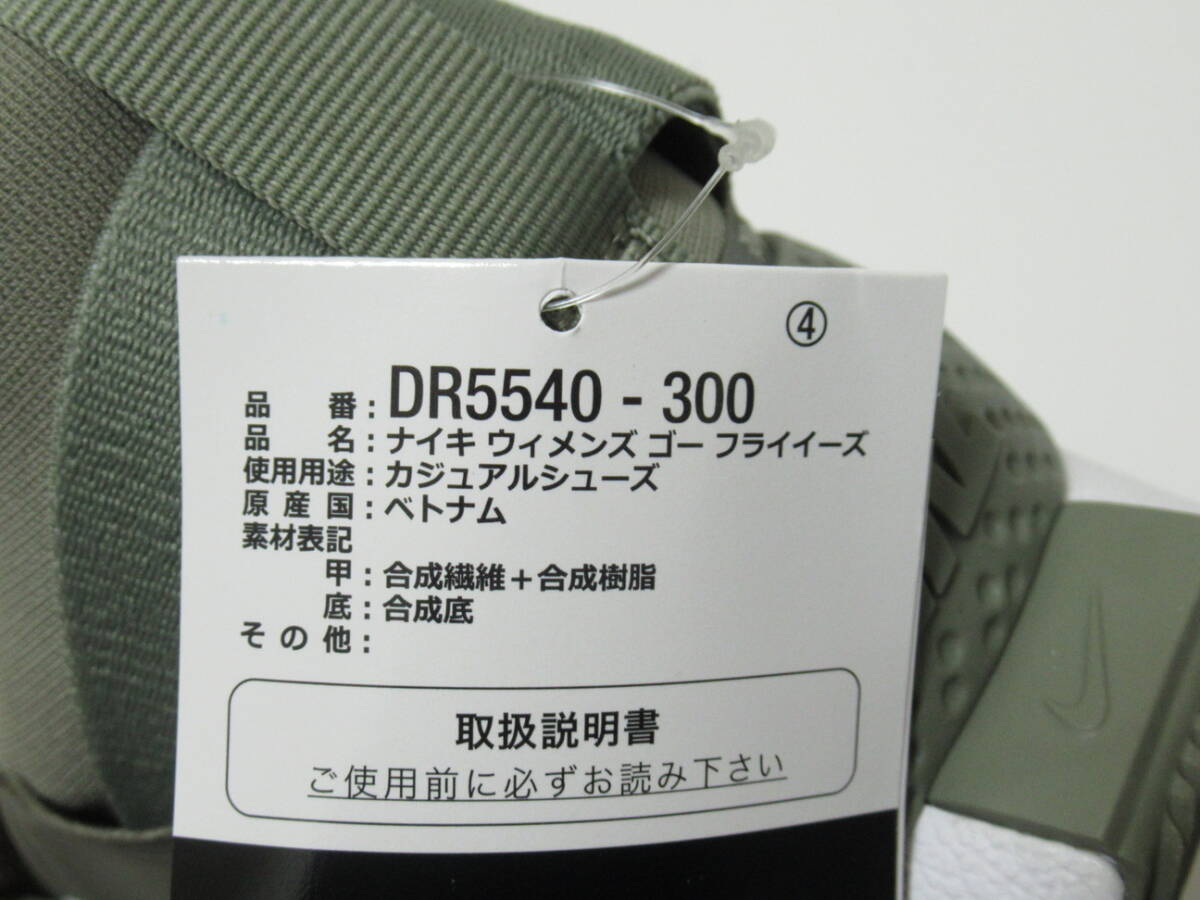 ④
品番：DR5540 - 300
品名：ナイキ ウィメンズ ゴー フライイーズ
使用用途：カジュアルシューズ
原産国：ベトナム
素材表記
甲：合成繊維＋合成樹脂
底：合成底
その他：
取扱説明書
ご使用前に必ずお読み下さい